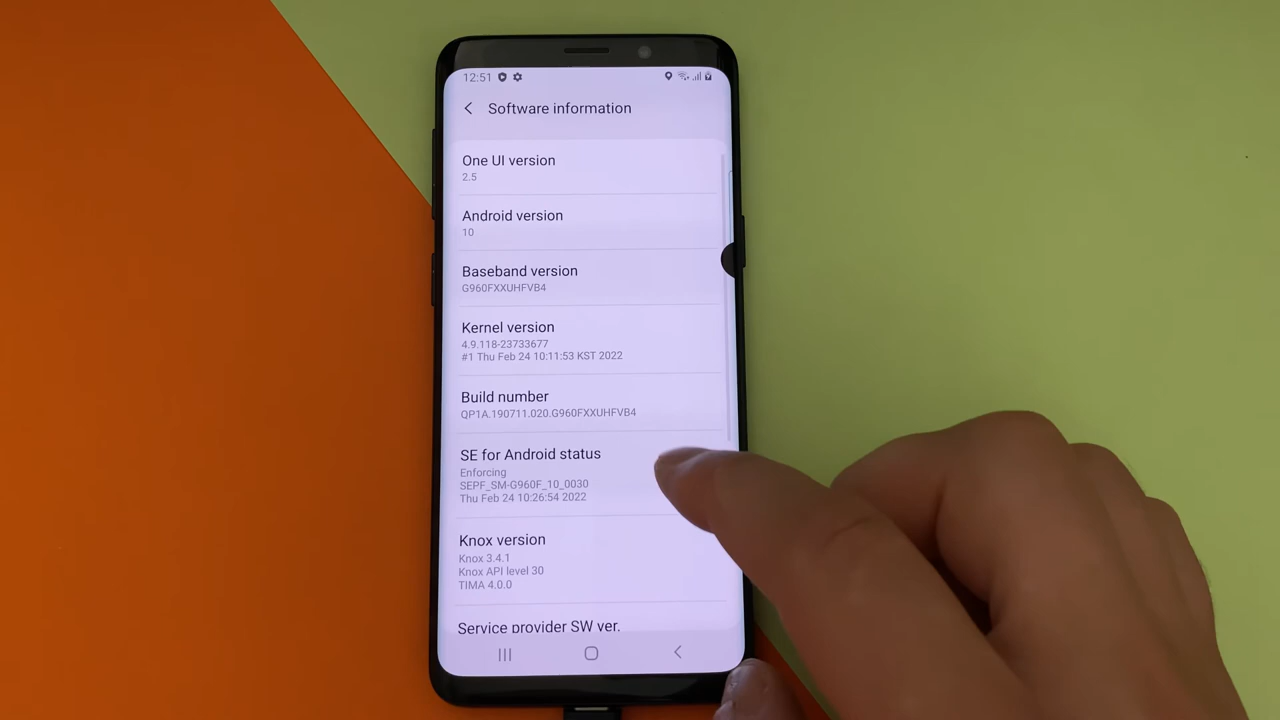 12:51
Software information
One UI version
2.5
Android version
10
Baseband version
G960FXXUHFVB4
Kernel version
4.9.118-23733677
#1 Thu Feb 24 10:11:53 KST 2022
Build number
QP1A.190711.020.G960FXXUHFVB4
SE for Android status
Enforcing
SEPF_SM-G960F_10_0030
Thu Feb 24 10:26:54 2022
Knox version
Knox 3.4.1
Knox API level 30
TIMA 4.0.0
Service provider SW ver.